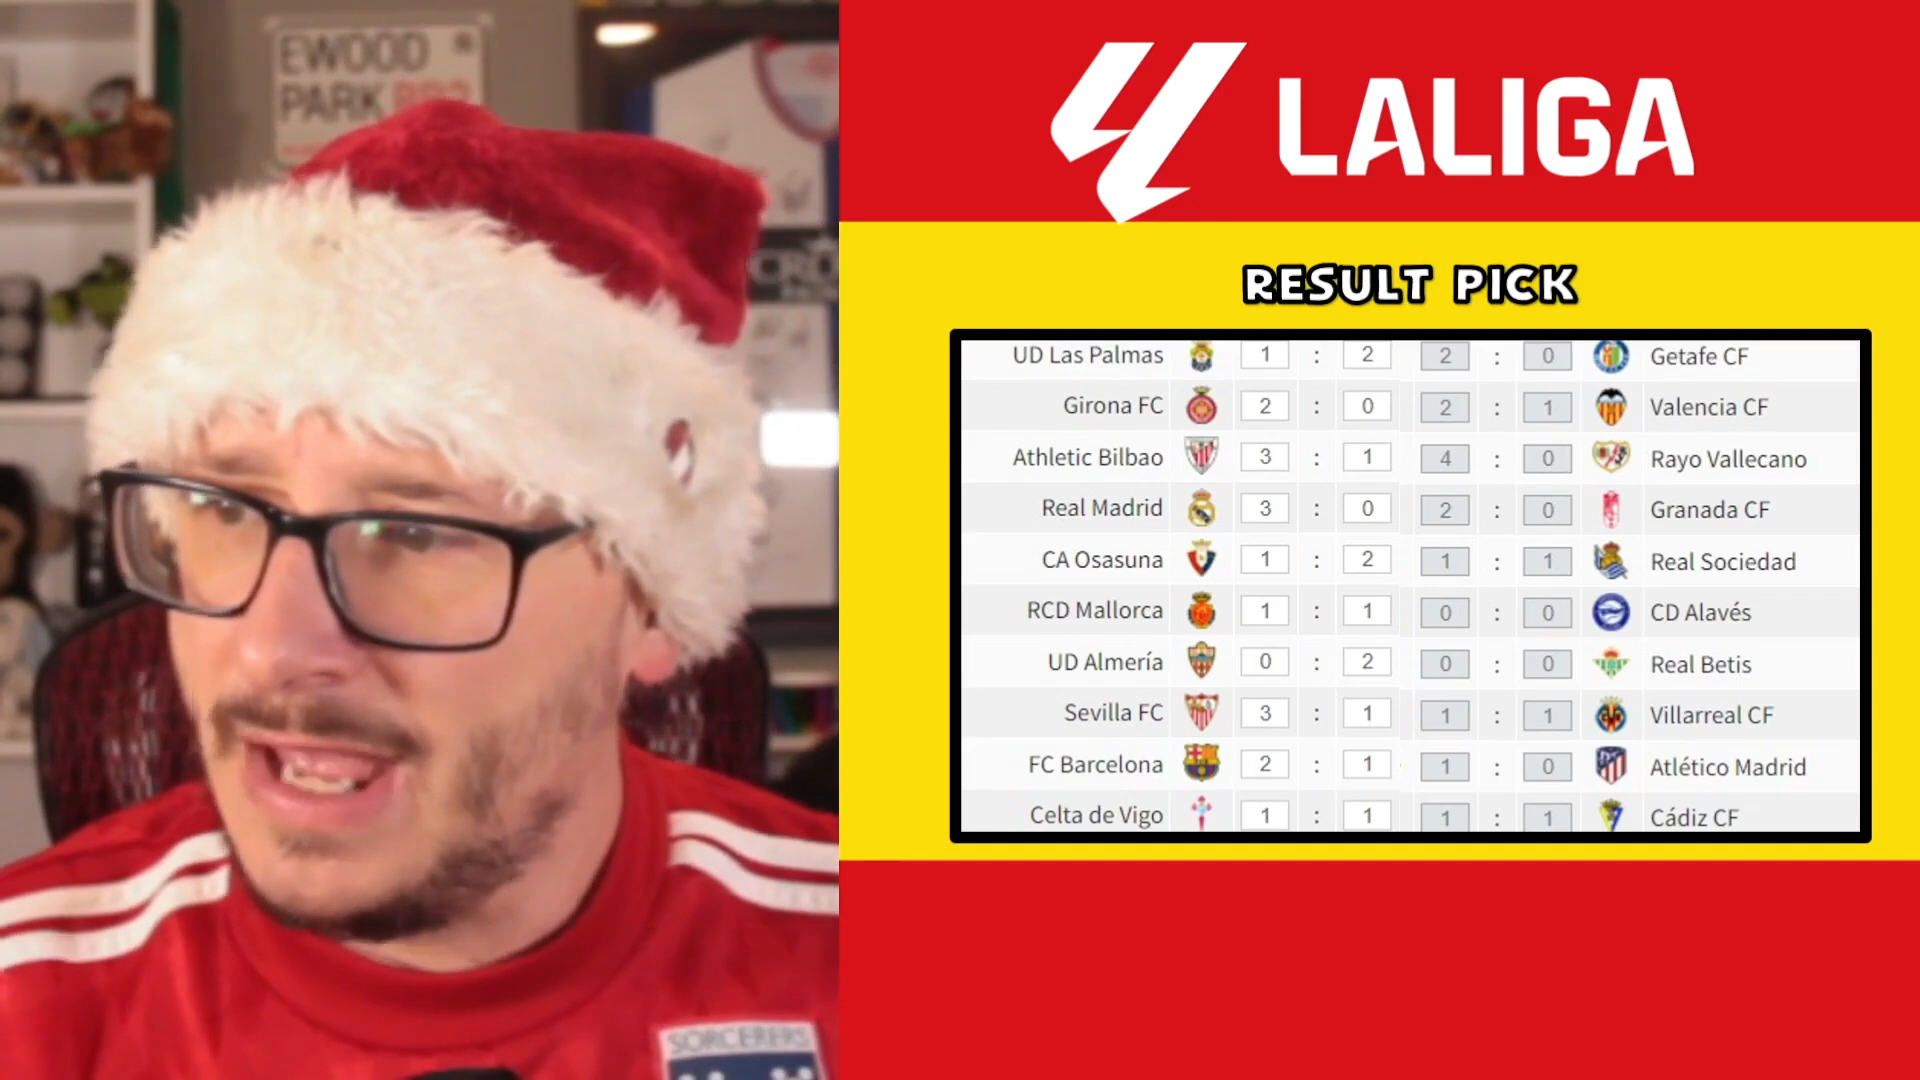 EWOOD
PARK BB2
LALIGA
RESULT PICK
UD Las Palmas 1 : 2 2 : 0 Getafe CF
Girona FC 2 : 0 2 : 1 Valencia CF
Athletic Bilbao 3 : 1 4 : 0 Rayo Vallecano
Real Madrid 3 : 0 2 : 0 Granada CF
CA Osasuna 1 : 2 1 : 1 Real Sociedad
RCD Mallorca 1 : 1 0 : 0 CD Alavés
UD Almería 0 : 2 0 : 0 Real Betis
Sevilla FC 3 : 1 1 : 1 Villarreal CF
FC Barcelona 2 : 1 1 : 0 Atlético Madrid
Celta de Vigo 1 : 1 1 : 1 Cádiz CF
SORCERERS